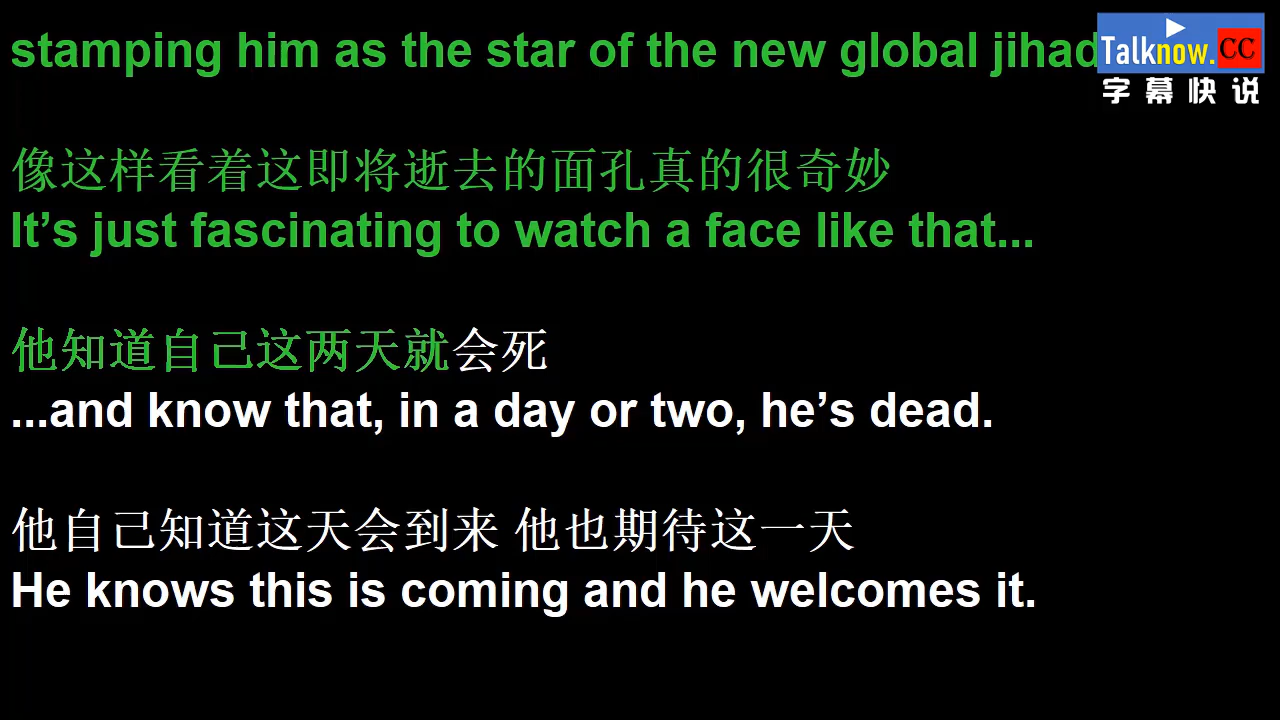 stamping him as the star of the new global jihad
Talknow.CC
字幕快说
像这样看着这即将逝去的面孔真的很奇妙
It’s just fascinating to watch a face like that...
他知道自己这两天就会死
...and know that, in a day or two, he’s dead.
他自己知道这天会到来 他也期待这一天
He knows this is coming and he welcomes it.